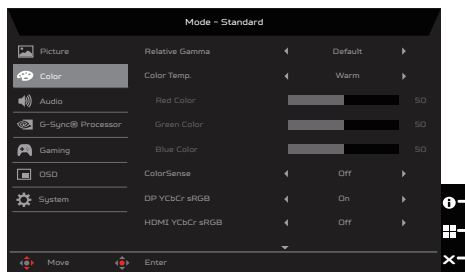 Mode - Standard
Picture
Relative Gamma Default
Color
Color Temp. Warm
Audio
Red Color 50
G-Sync® Processor
Green Color 50
Gaming
Blue Color 50
OSD
ColorSense Off
System
DP YCbCr sRGB On
HDMI YCbCr sRGB Off
Move Enter